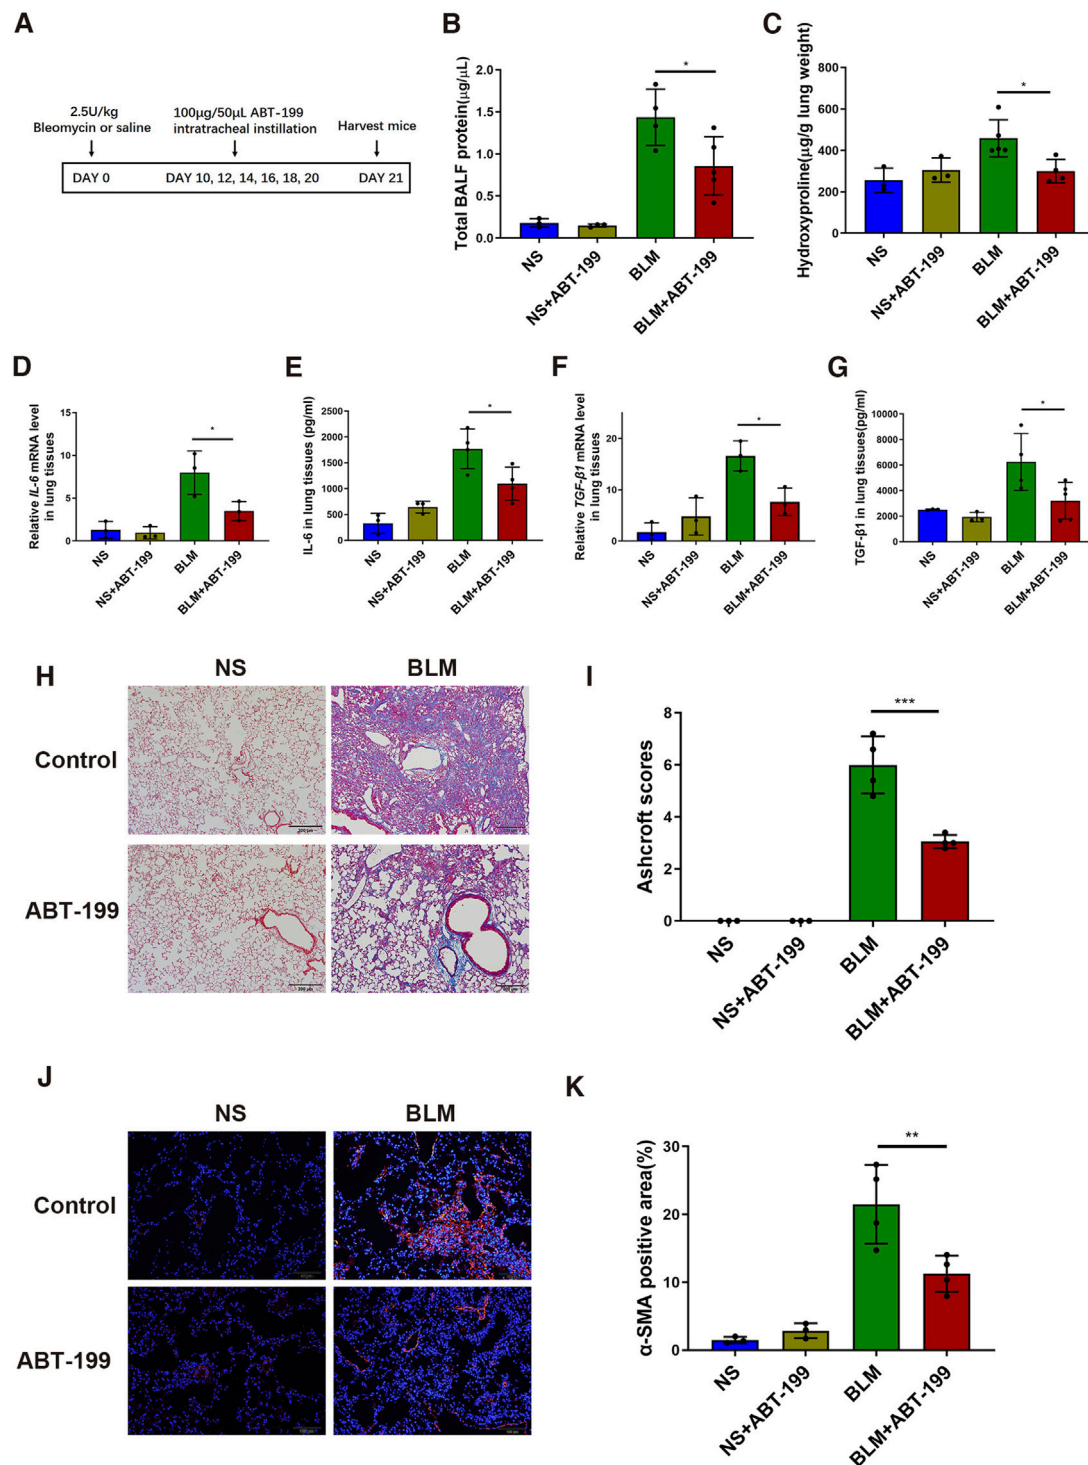 A
2.5U/kg
Bleomycin or saline
100μg/50μL ABT-199
intratracheal instillation
Harvest mice
DAY 0
DAY 10, 12, 14, 16, 18, 20
DAY 21
B
Total BALF protein(μg/μL)
2.0
1.5
1.0
0.5
0.0
*
NS
NS+ABT-199
BLM
BLM+ABT-199
C
Hydroxyproline(μg/g lung weight)
800
600
400
200
0
*
NS
NS+ABT-199
BLM
BLM+ABT-199
D
Relative IL-6 mRNA level
in lung tissues
15
10
5
0
*
NS
NS+ABT-199
BLM
BLM+ABT-199
E
IL-6 in lung tissues (pg/ml)
2500
2000
1500
1000
500
0
*
NS
NS+ABT-199
BLM
BLM+ABT-199
F
Relative TGF-β1 mRNA level
in lung tissues
20
10
0
*
NS
NS+ABT-199
BLM
BLM+ABT-199
G
TGF-β1 in lung tissues(pg/ml)
10000
8000
6000
4000
2000
0
*
NS
NS+ABT-199
BLM
BLM+ABT-199
H
NS
BLM
Control
ABT-199
I
Ashcroft scores
8
6
4
2
0
***
NS
NS+ABT-199
BLM
BLM+ABT-199
J
NS
BLM
Control
ABT-199
K
α-SMA positive area(%)
30
20
10
0
**
NS
NS+ABT-199
BLM
BLM+ABT-199